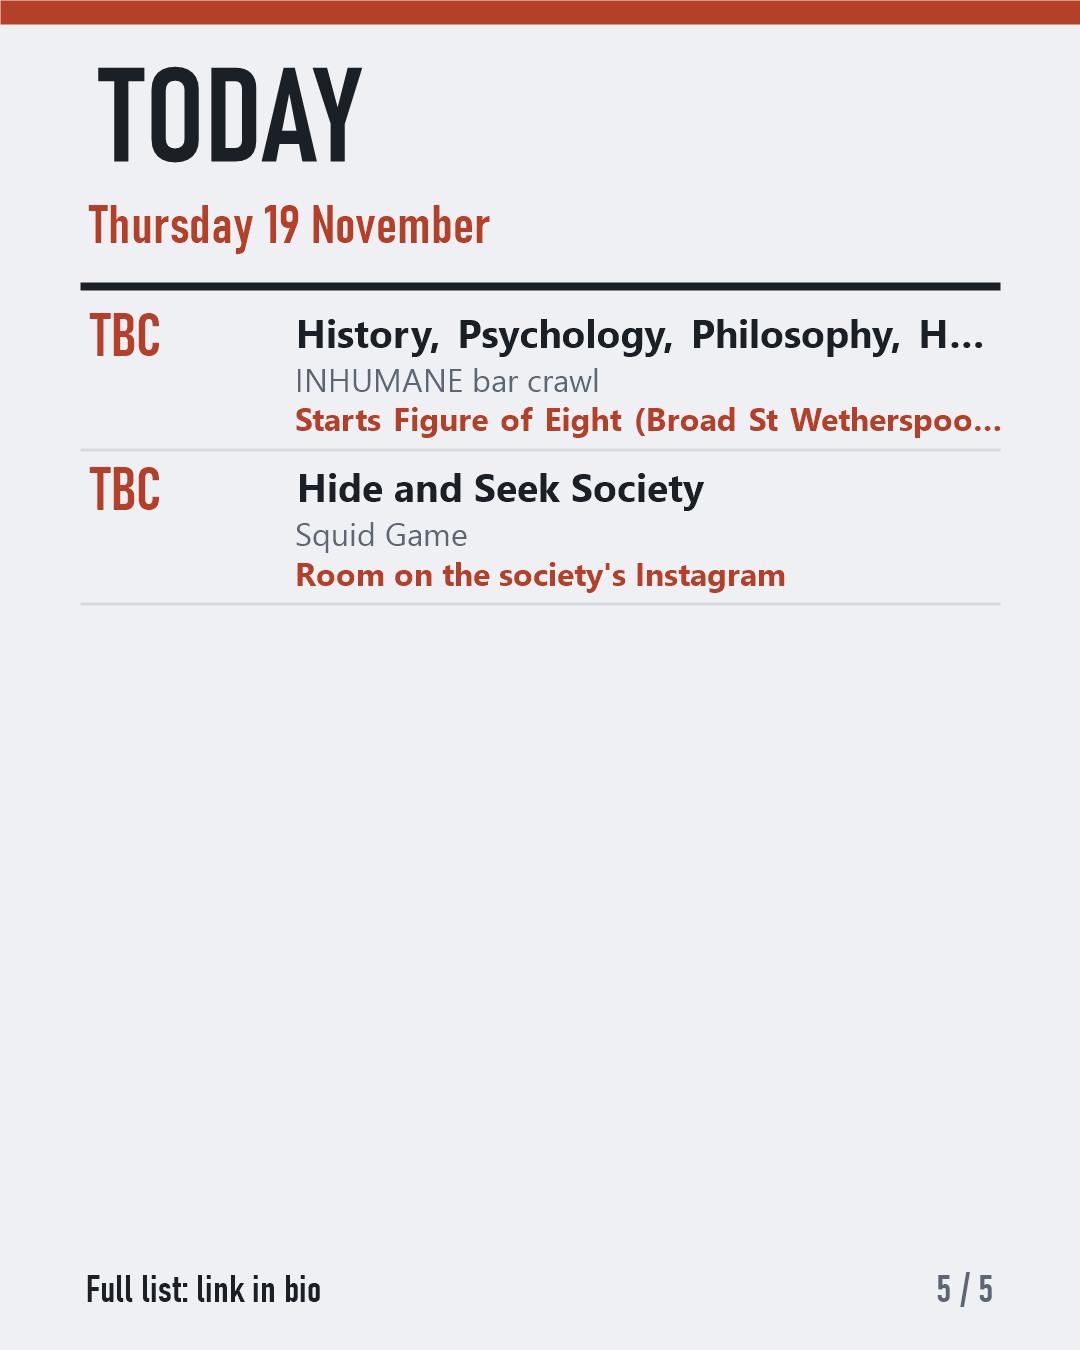 TODAY
Thursday 19 November
TBC
History, Psychology, Philosophy, H...
INHUMANE bar crawl
Starts Figure of Eight (Broad St Wetherspoo...
TBC
Hide and Seek Society
Squid Game
Room on the society's Instagram
Full list: link in bio
5 / 5